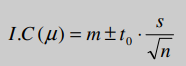 I.C (μ) = m ± t₀ · s/√n